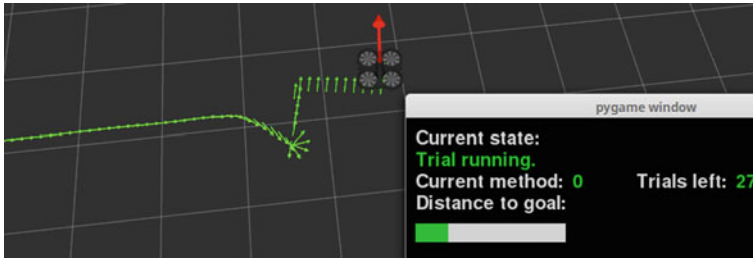 pygame window
Current state:
Trial running.
Current method: 0 Trials left: 27
Distance to goal: